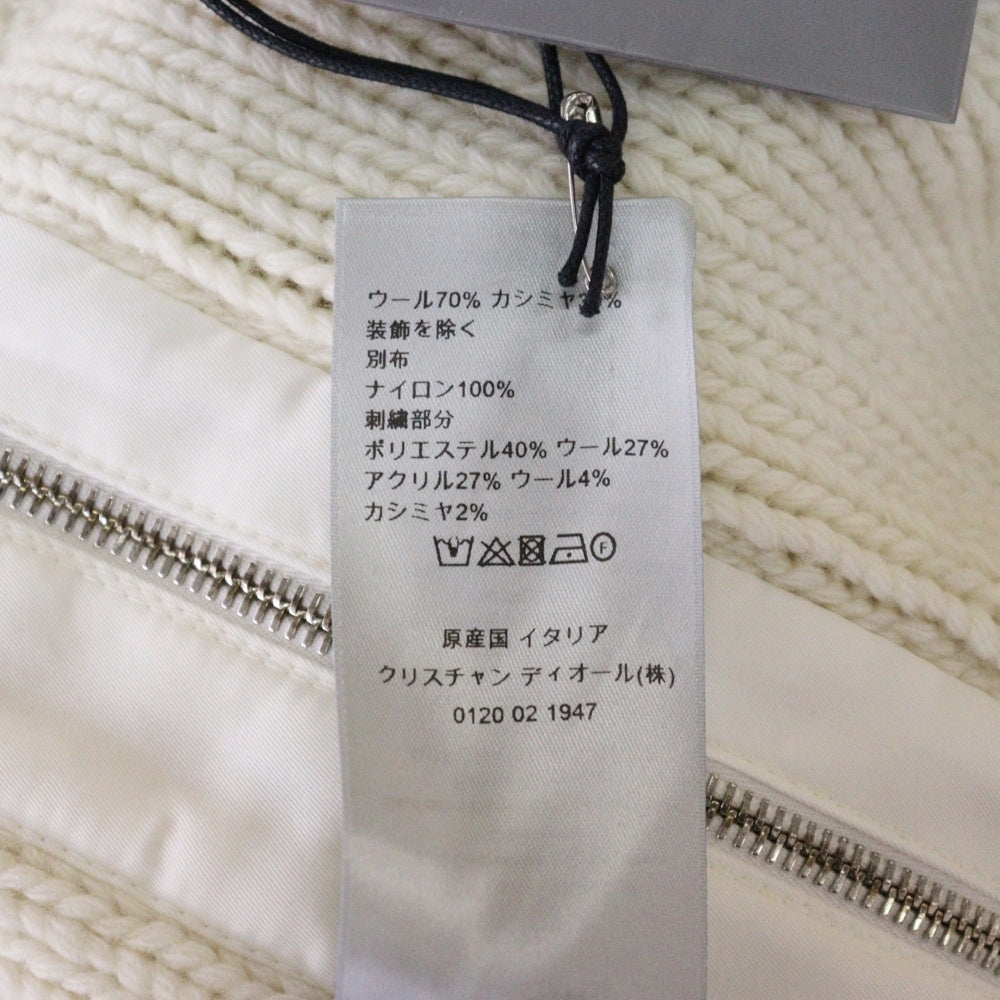 ウール70% カシミヤ3 %
装飾を除く
別布
ナイロン100%
刺繍部分
ポリエステル40% ウール27%
アクリル27% ウール4%
カシミヤ2%
F
原産国 イタリア
クリスチャン ディオール(株)
0120 02 1947